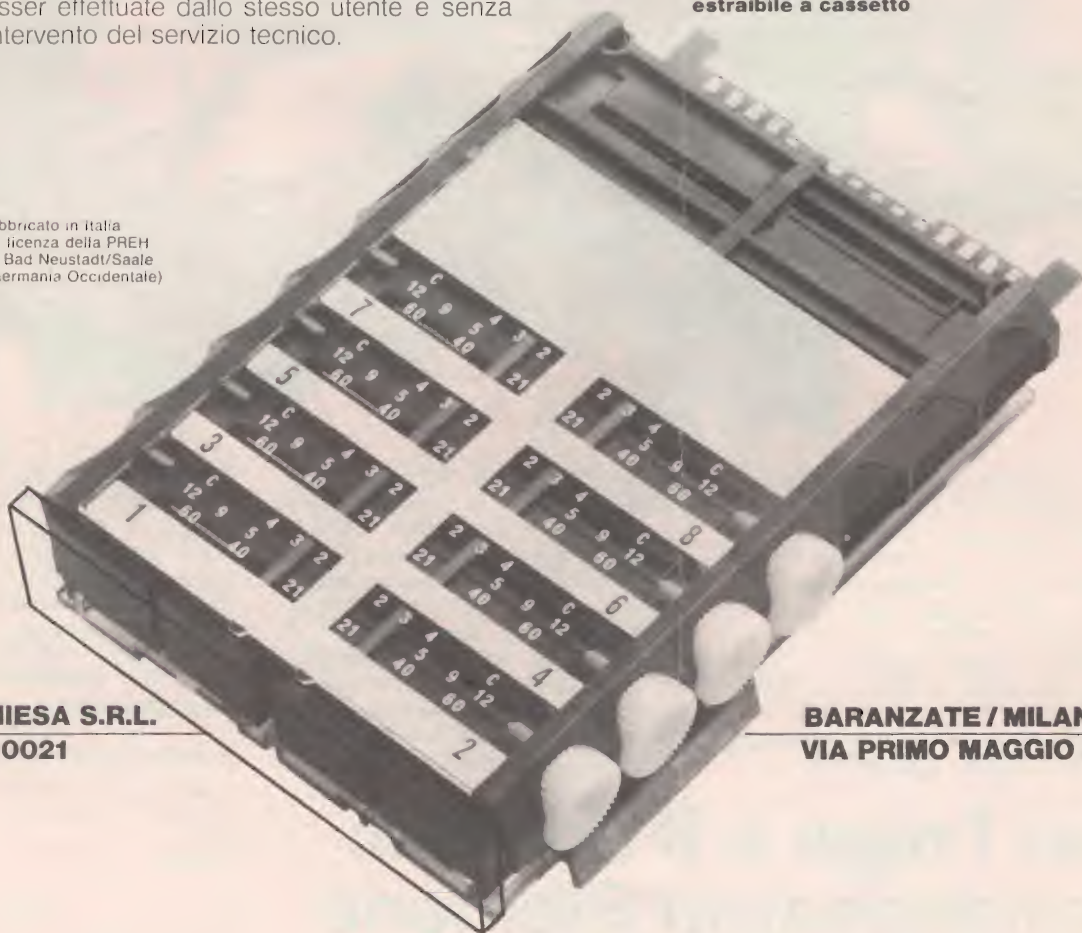 sser effettuate dallo stesso utente e senza
ntervento del servizio tecnico.
estraibile a cassetto
bbricato in Italia
licenza della PREH
Bad Neustadt/Saale
ermania Occidentale)
7
C
12 9 5 4 3 2
60 40 21
5
C
12 9 5 4 3 2
60 40 21
3
C
12 9 5 4 3 2
60 40 21
1
C
12 9 5 4 3 2
60 40 21
2 3 4 5 9 12 C
21 40 60
8
2 3 4 5 9 12 C
21 40 60
6
2 3 4 5 9 12 C
21 40 60
4
2 3 4 5 9 12 C
21 40 60
2
HIESA S.R.L.
0021
BARANZATE / MILAN
VIA PRIMO MAGGIO